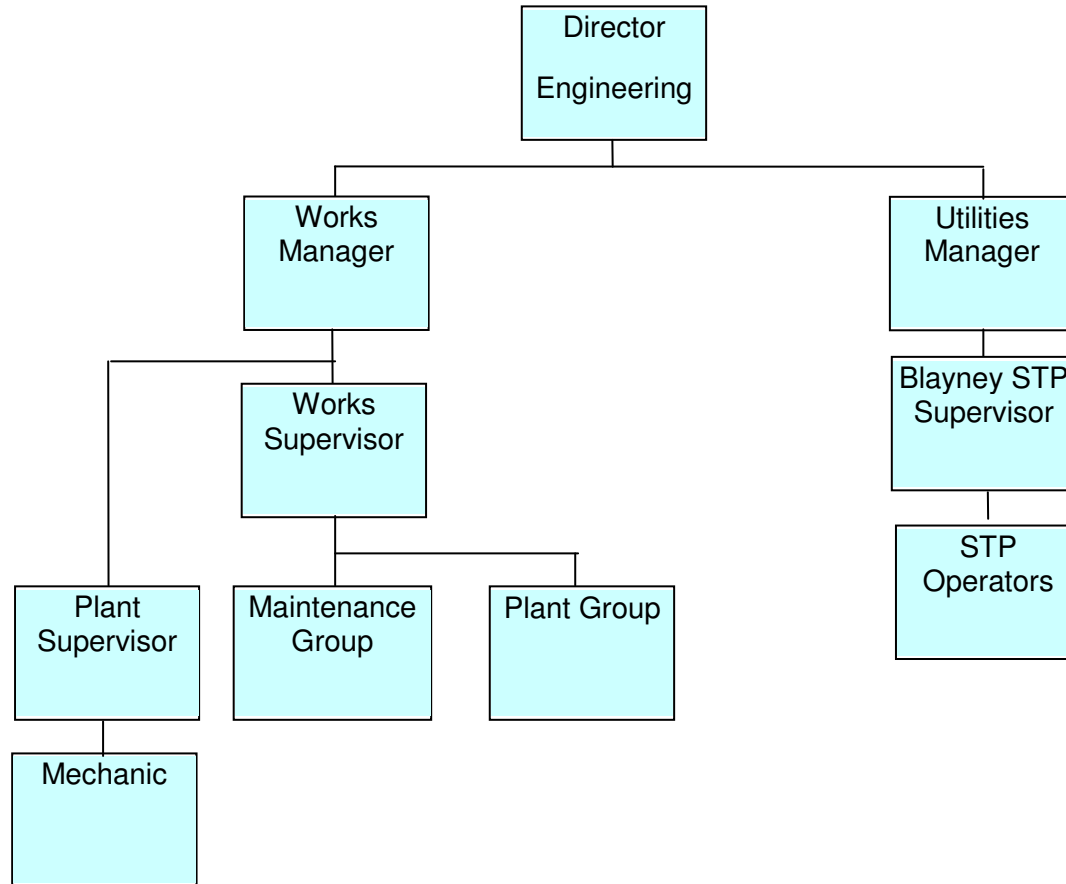 Director
Engineering
Works
Manager
Utilities
Manager
Works
Supervisor
Blayney STP
Supervisor
STP
Operators
Plant
Supervisor
Maintenance
Group
Plant Group
Mechanic